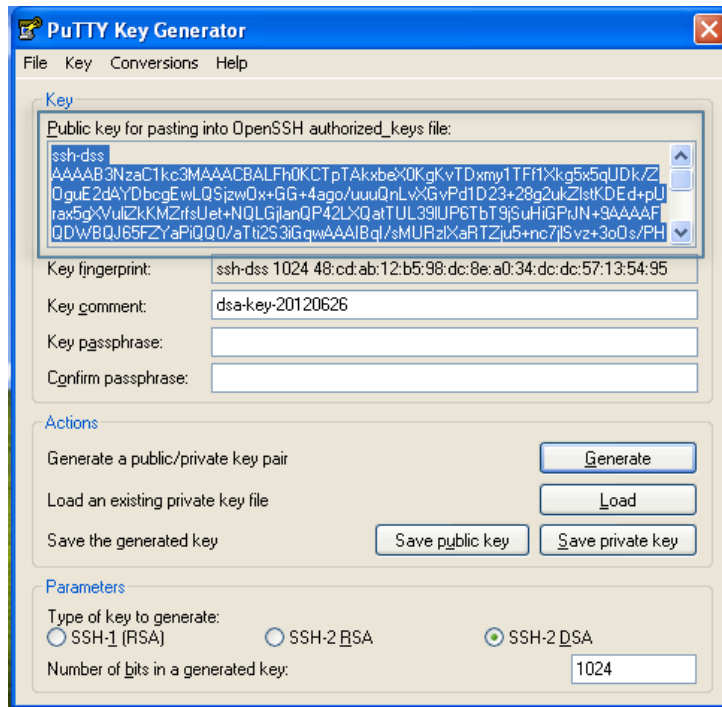 PuTTY Key Generator
File Key Conversions Help
Key
Public key for pasting into OpenSSH authorized_keys file:
ssh-dss
AAAAB3NzaC1kc3MAAACBALFh0KCTpTAkxbeX0KgKvTDxmy1TFf1Xkg5x5qUDk/Z
OguE2dAYDbcgEwLQSjzwOx+GG+4ago/uuuQnLvXGvPd1D23+28g2ukZlstKDEd+pU
rax5gXVuliZkKMZrfsUet+NQLGjlanQP42LXQatTUL39lUP6TbT9jSuHiGPrJN+9AAAAF
QDWBQJ65FZYaPiQQ0/aTti2S3iGqwAAAIBqI/sMURzlXaRTZju5+nc7jlSvz+3oOs/PH
Key fingerprint: ssh-dss 1024 48:cd:ab:12:b5:98:dc:8e:a0:34:dc:dc:57:13:54:95
Key comment: dsa-key-20120626
Key passphrase:
Confirm passphrase:
Actions
Generate a public/private key pair Generate
Load an existing private key file Load
Save the generated key Save public key Save private key
Parameters
Type of key to generate:
SSH-1 (RSA) SSH-2 RSA SSH-2 DSA
Number of bits in a generated key: 1024